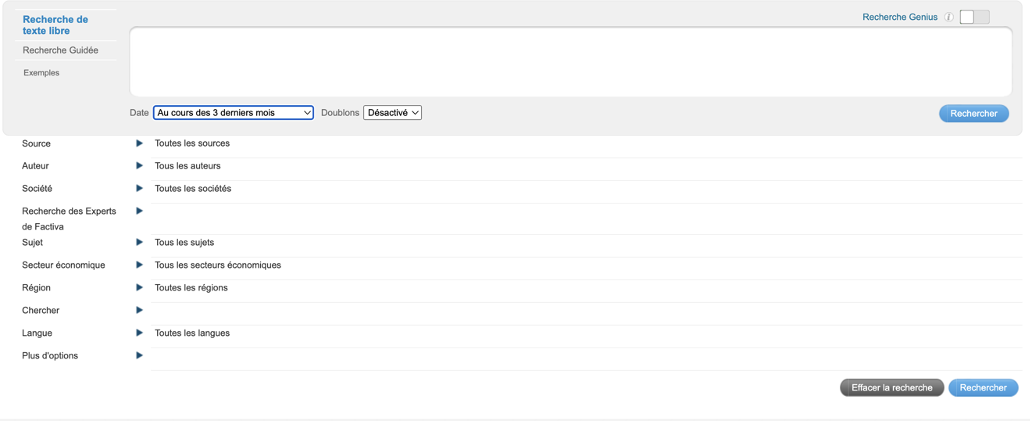 Recherche de
texte libre
Recherche Genius i
Recherche Guidée
Exemples
Date Au cours des 3 derniers mois Doublons Désactivé Rechercher
Source Toutes les sources
Auteur Tous les auteurs
Société Toutes les sociétés
Recherche des Experts
de Factiva
Sujet Tous les sujets
Secteur économique Tous les secteurs économiques
Région Toutes les régions
Chercher
Langue Toutes les langues
Plus d'options
Effacer la recherche Rechercher